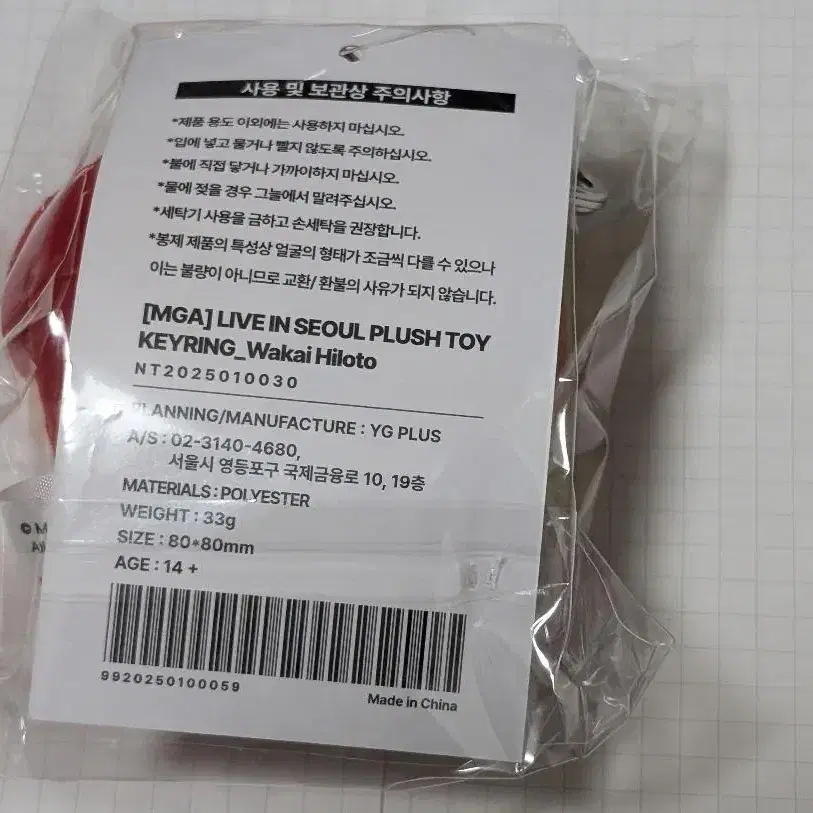 사용 및 보관상 주의사항
*제품 용도 이외에는 사용하지 마십시오.
*입에 넣고 물거나 빨지 않도록 주의하십시오.
*불에 직접 닿거나 가까이하지 마십시오.
*물에 젖을 경우 그늘에서 말려주십시오.
*세탁기 사용을 금하고 손세탁을 권장합니다.
*봉제 제품의 특성상 얼굴의 형태가 조금씩 다를 수 있으나
이는 불량이 아니므로 교환/ 환불의 사유가 되지 않습니다.
[MGA] LIVE IN SEOUL PLUSH TOY
KEYRING_Wakai Hiloto
NT2025010030
PLANNING/MANUFACTURE : YG PLUS
A/S : 02-3140-4680,
서울시 영등포구 국제금융로 10, 19층
MATERIALS : POLYESTER
WEIGHT : 33g
SIZE : 80*80mm
AGE : 14 +
9920250100059
Made in China